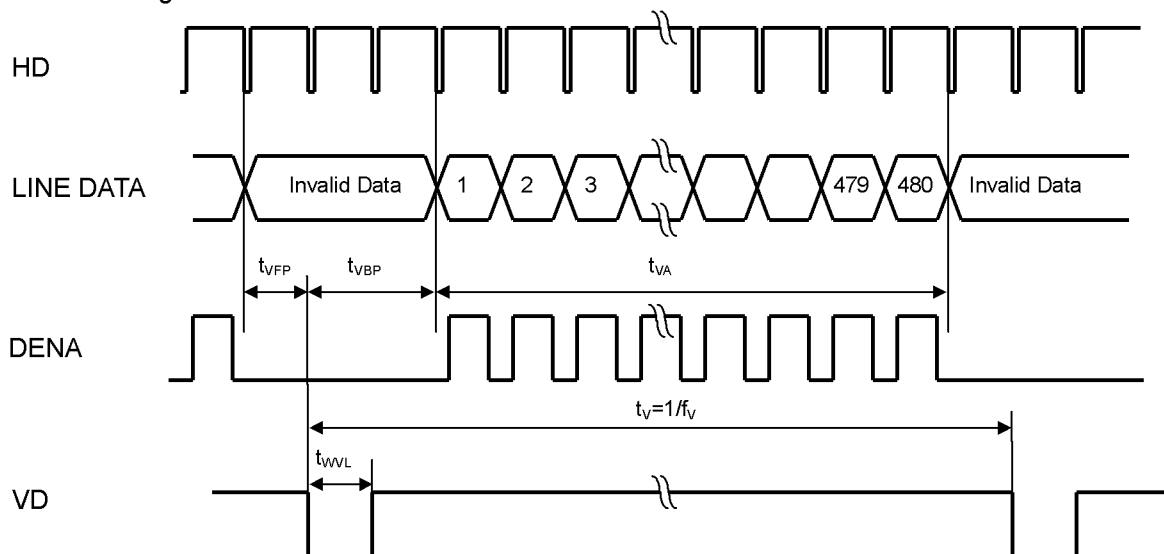 HD
LINE DATA
Invalid Data
1
2
3
479
480
Invalid Data
tVFP
tVBP
tVA
DENA
tV=1/fV
tWVL
VD